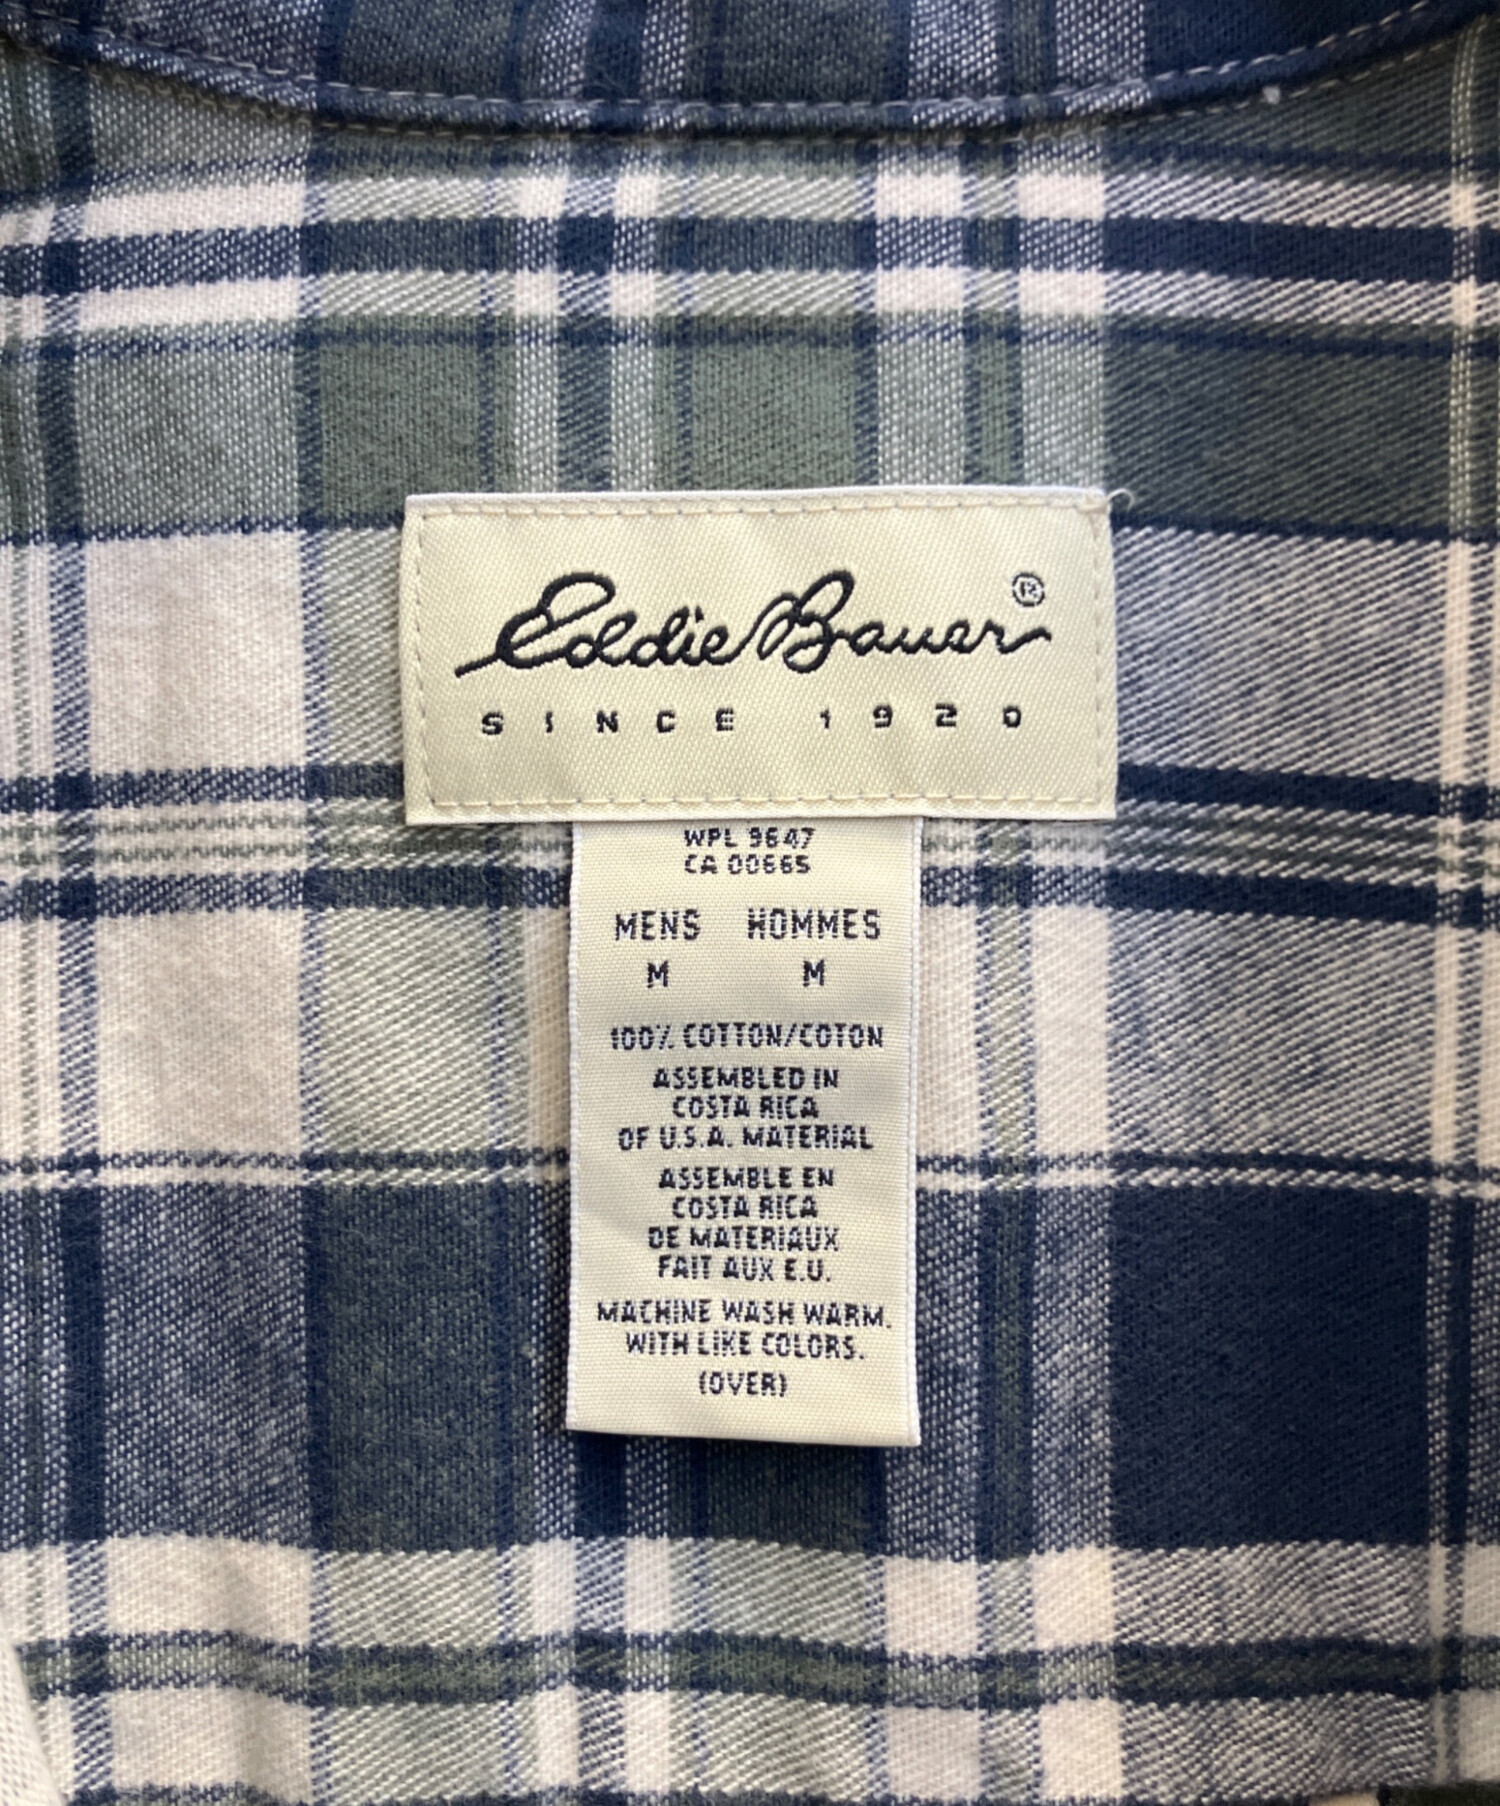 Eddie Bauer®
SINCE 1920
WPL 9647
CA 00665
MENS HOMMES
M M
100% COTTON/COTON
ASSEMBLED IN
COSTA RICA
OF U.S.A. MATERIAL
ASSEMBLE EN
COSTA RICA
DE MATERIAUX
FAIT AUX E.U.
MACHINE WASH WARM.
WITH LIKE COLORS.
(OVER)